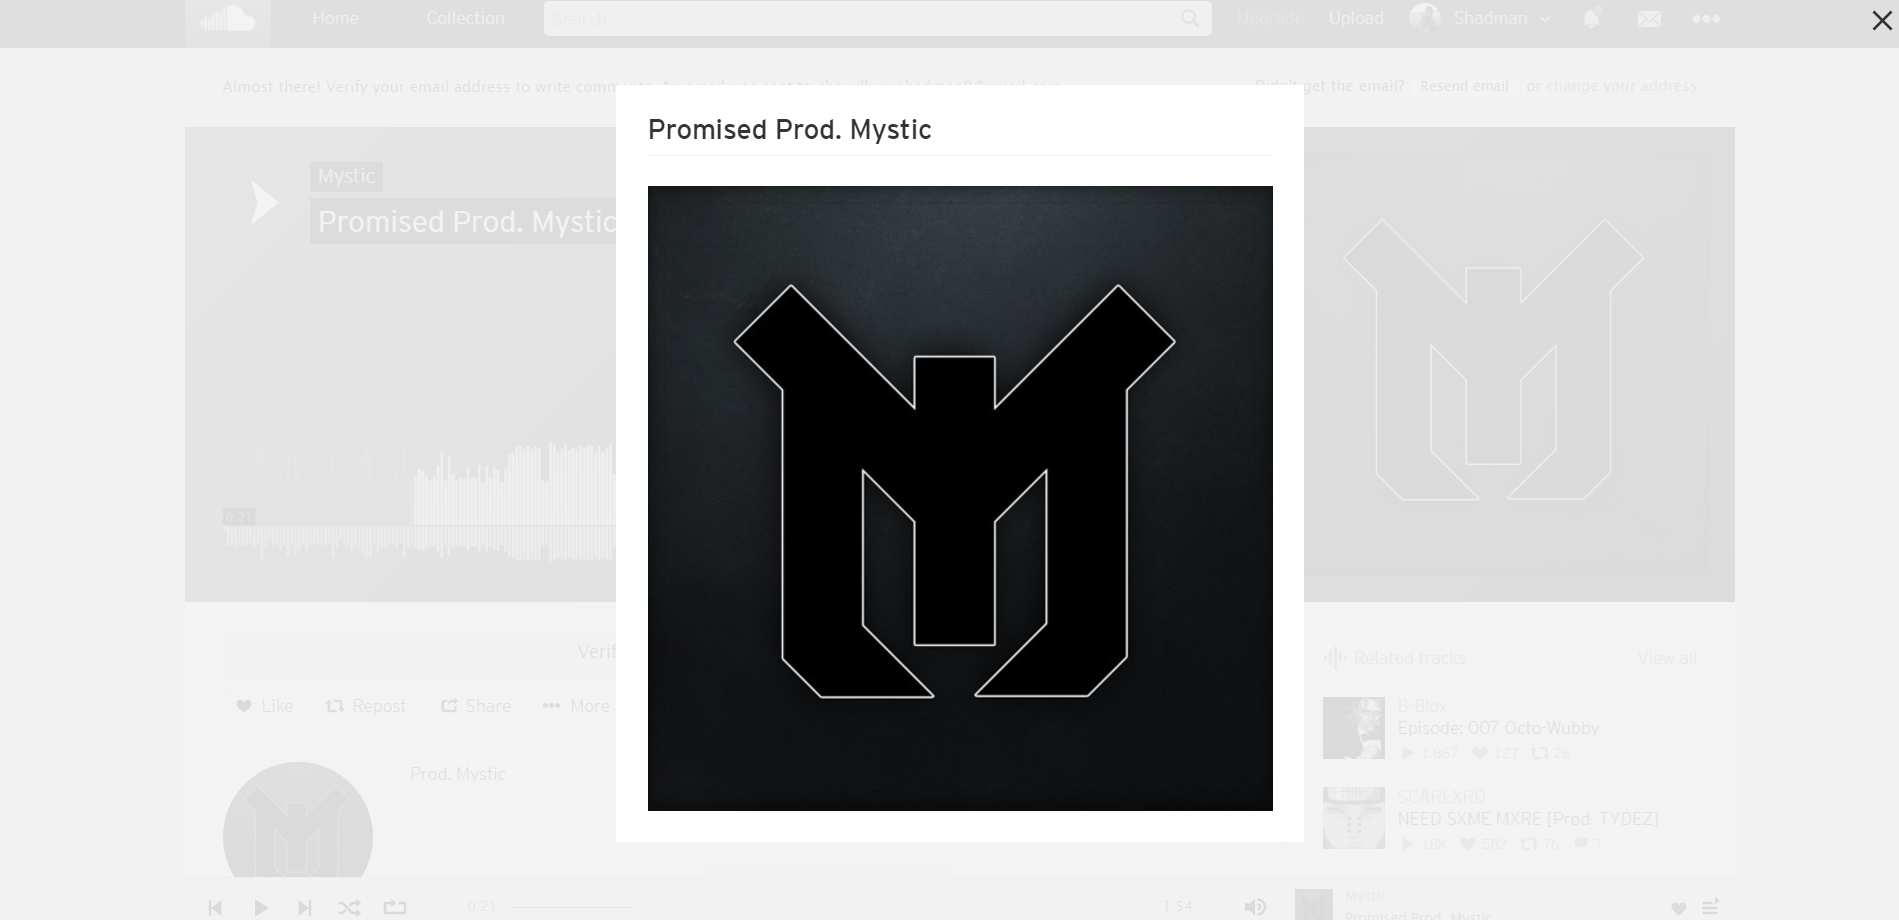 Home
Collection
Search
Upgrade
Upload
Shadman
Almost there! Verify your email address to write
Didn't get the email?
Resend email
or change your address
Promised Prod. Mystic
Mystic
Promised Prod. Mystic
0:21
Like
Repost
Share
More
Prod. Mystic
Related tracks
View all
B-Blox
Episode: 007 Octo-Wubby
1,867
127
26
SCARLXRD
NEED SXME MXRE [Prod. TYDEZ]
18K
582
76
7
0:21
1:54
Mystic
Promised Prod. Mystic